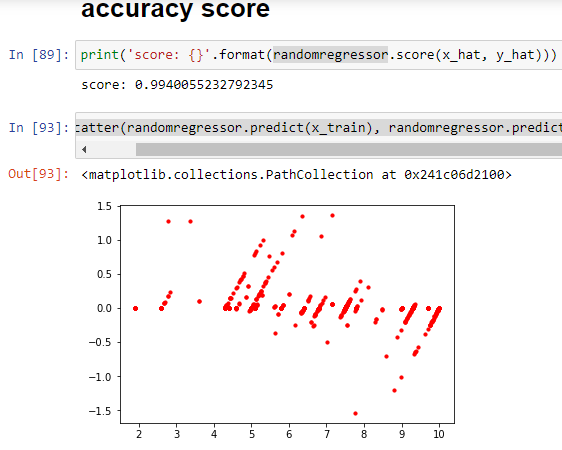 accuracy score
In [89]: print('score: {}'.format(randomregressor.score(x_hat, y_hat)))
score: 0.9940055232792345
In [93]: catter(randomregressor.predict(x_train), randomregressor.predict
Out[93]: <matplotlib.collections.PathCollection at 0x241c06d2100>
1.5
1.0
0.5
0.0
−0.5
−1.0
−1.5
2 3 4 5 6 7 8 9 10